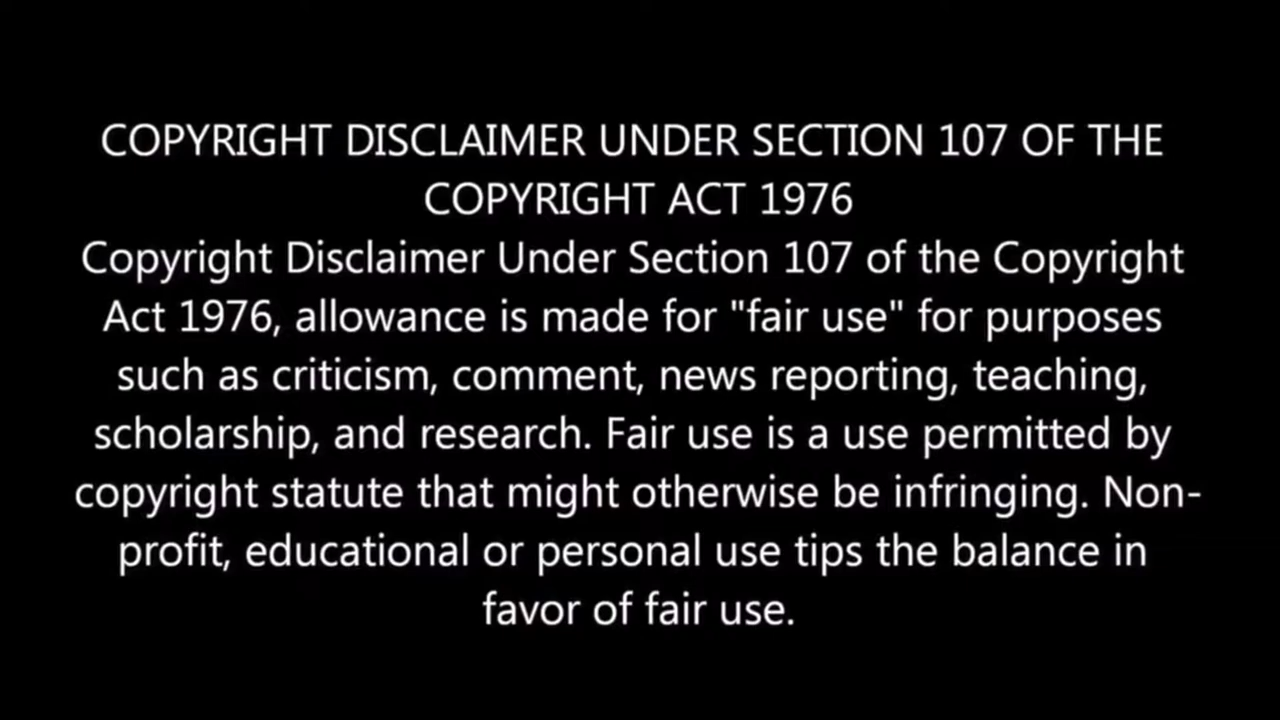 COPYRIGHT DISCLAIMER UNDER SECTION 107 OF THE
COPYRIGHT ACT 1976
Copyright Disclaimer Under Section 107 of the Copyright
Act 1976, allowance is made for "fair use" for purposes
such as criticism, comment, news reporting, teaching,
scholarship, and research. Fair use is a use permitted by
copyright statute that might otherwise be infringing. Non-
profit, educational or personal use tips the balance in
favor of fair use.